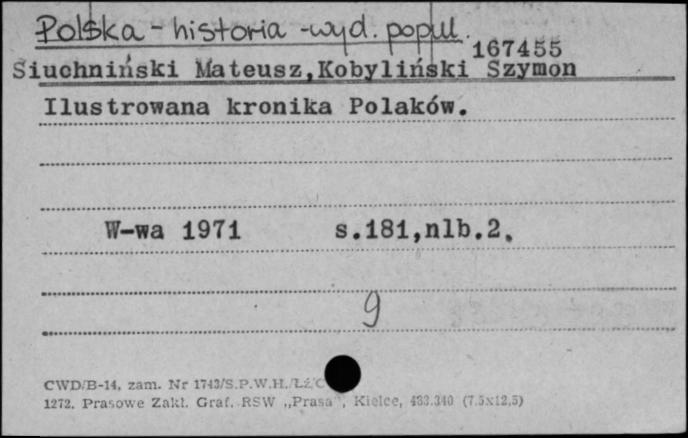 Polska - historia - wyd. popul.
167455
Siuchniński Mateusz,Kobyliński Szymon
Ilustrowana kronika Polaków.
W-wa 1971 s.181,nlb.2.
9
CWD/B-14, zam. Nr 1743/S.P.W.H./ŁŹ/C
1272. Prasowe Zakł. Graf. RSW „Prasa”, Kielce, 433.340 (7.5x12,5)